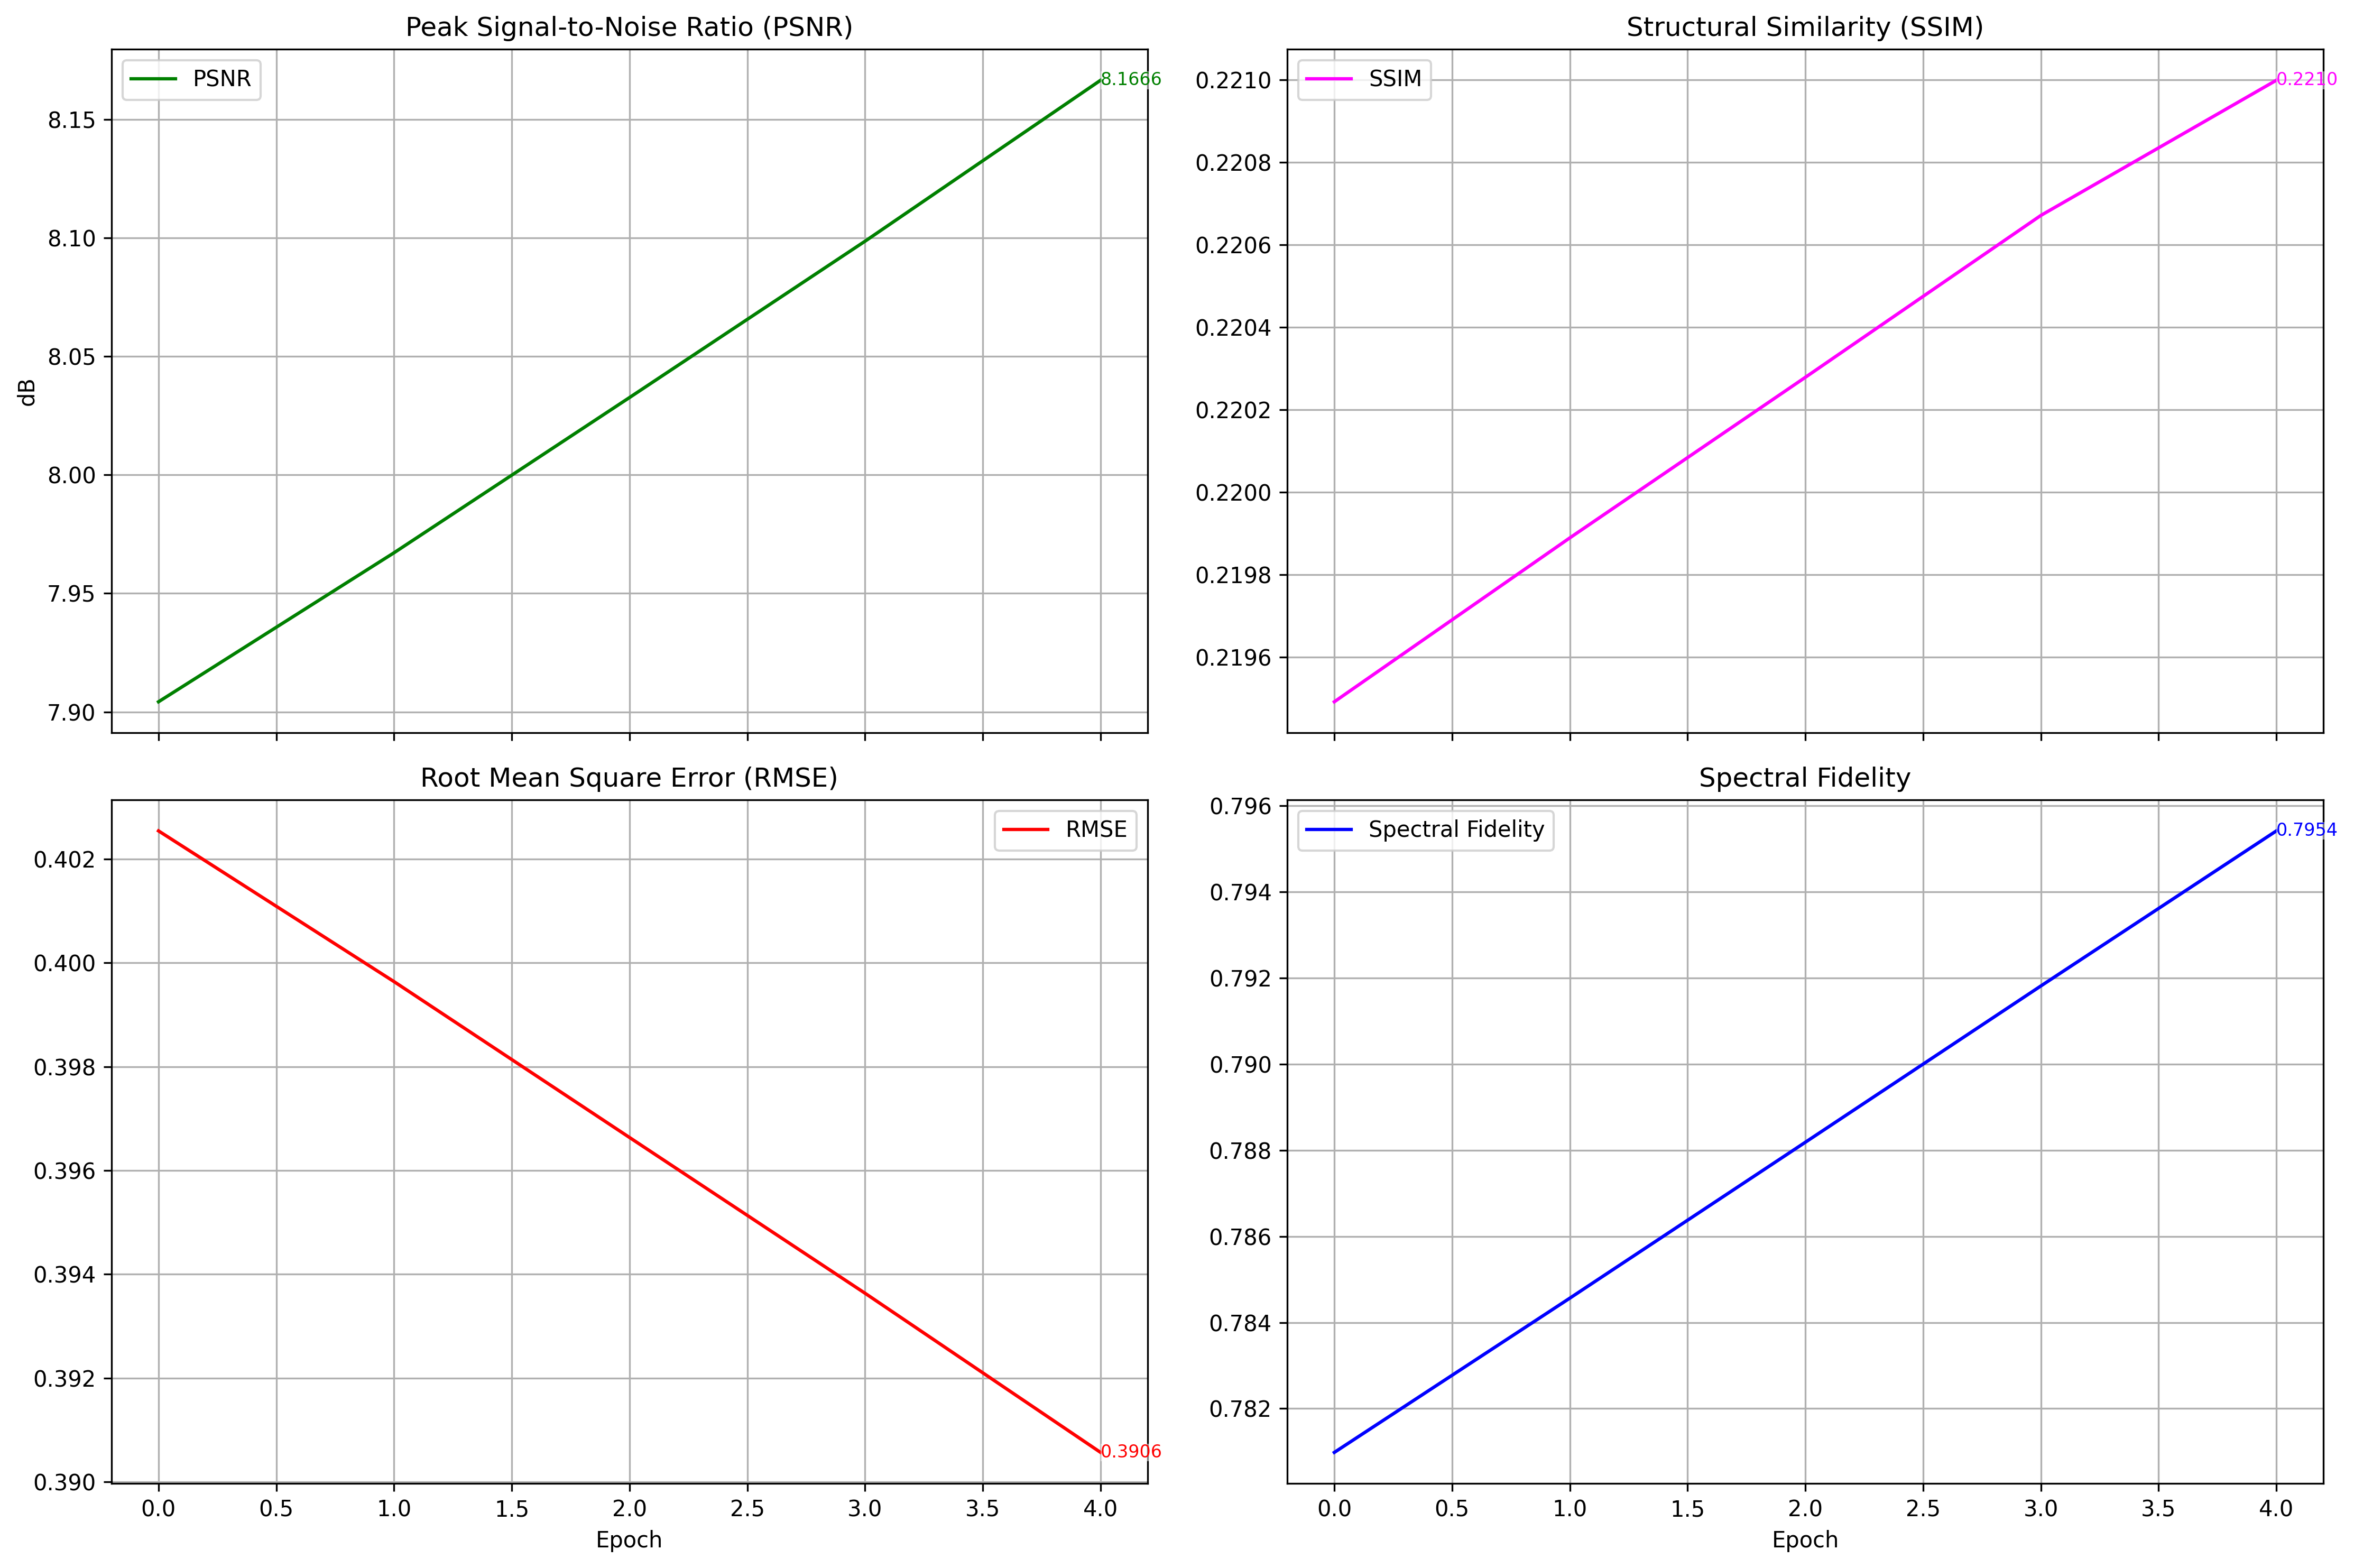 Peak Signal-to-Noise Ratio (PSNR)
PSNR
8.1666
8.15
8.10
8.05
8.00
7.95
7.90
dB
Structural Similarity (SSIM)
SSIM
0.2210
0.2210
0.2208
0.2206
0.2204
0.2202
0.2200
0.2198
0.2196
Root Mean Square Error (RMSE)
RMSE
0.402
0.400
0.398
0.396
0.394
0.392
0.390
0.3906
0.0 0.5 1.0 1.5 2.0 2.5 3.0 3.5 4.0
Epoch
Spectral Fidelity
Spectral Fidelity
0.7954
0.796
0.794
0.792
0.790
0.788
0.786
0.784
0.782
0.0 0.5 1.0 1.5 2.0 2.5 3.0 3.5 4.0
Epoch